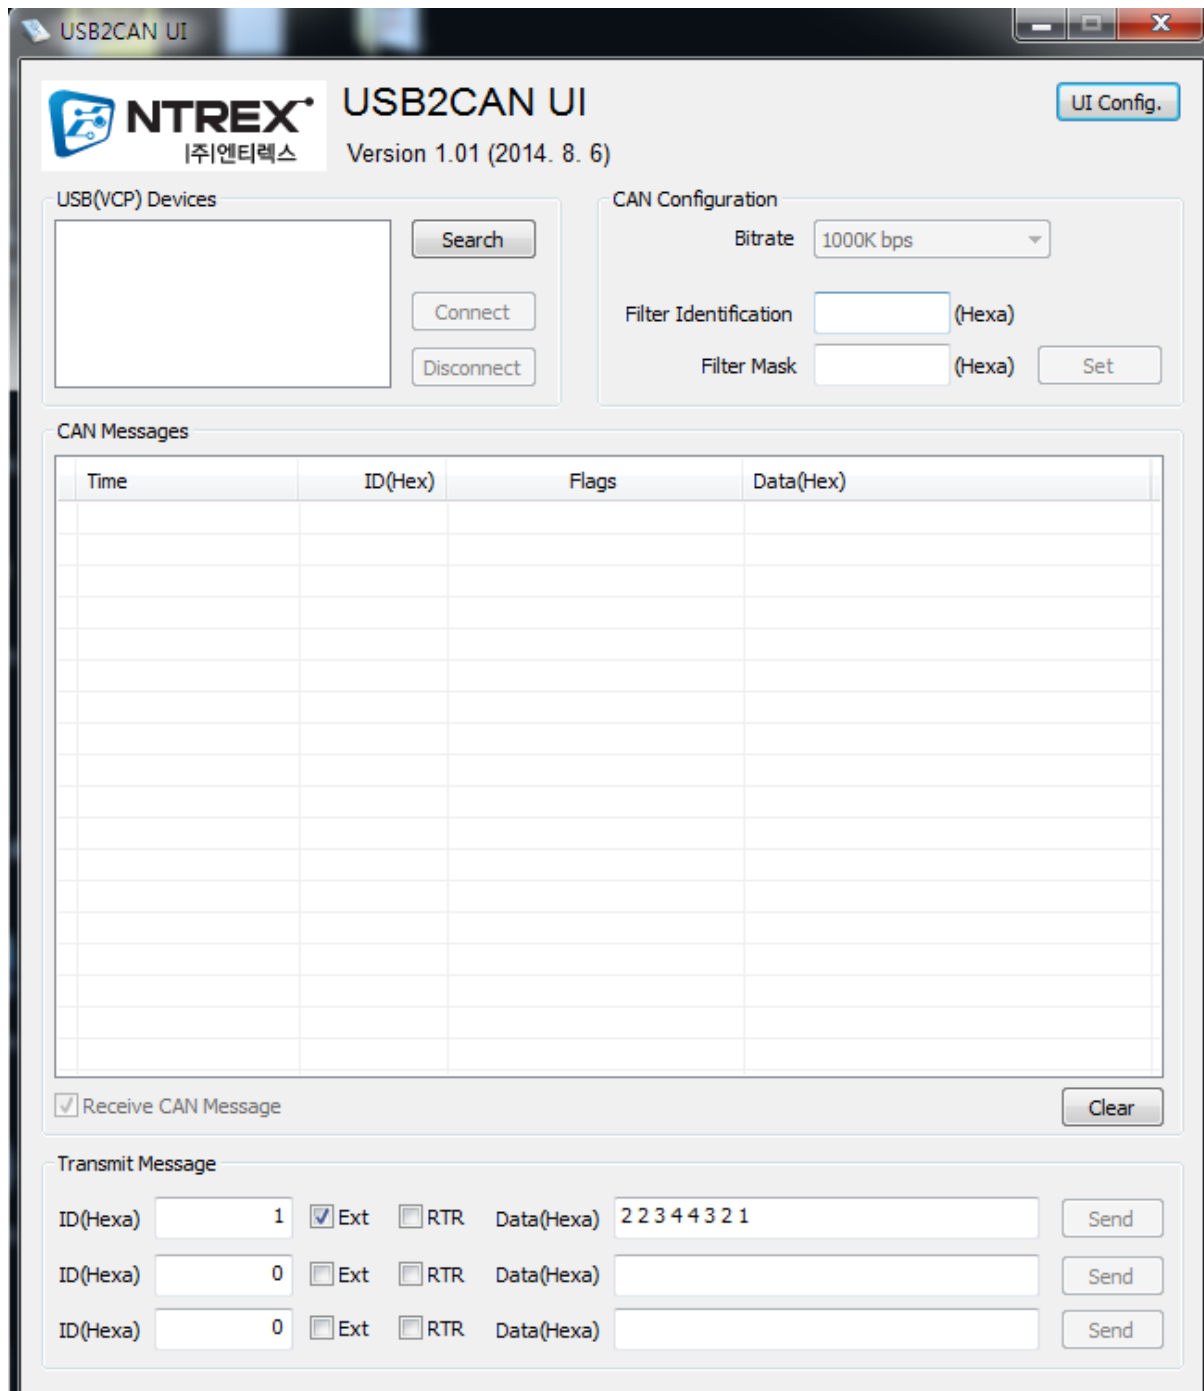 USB2CAN UI
NTREX
|주|엔티렉스
USB2CAN UI
Version 1.01 (2014. 8. 6)
UI Config.
USB(VCP) Devices
Search
Connect
Disconnect
CAN Configuration
Bitrate 1000K bps
Filter Identification (Hexa)
Filter Mask (Hexa) Set
CAN Messages
Time ID(Hex) Flags Data(Hex)
Receive CAN Message Clear
Transmit Message
ID(Hexa) 1 Ext RTR Data(Hexa) 2 2 3 4 4 3 2 1 Send
ID(Hexa) 0 Ext RTR Data(Hexa) Send
ID(Hexa) 0 Ext RTR Data(Hexa) Send